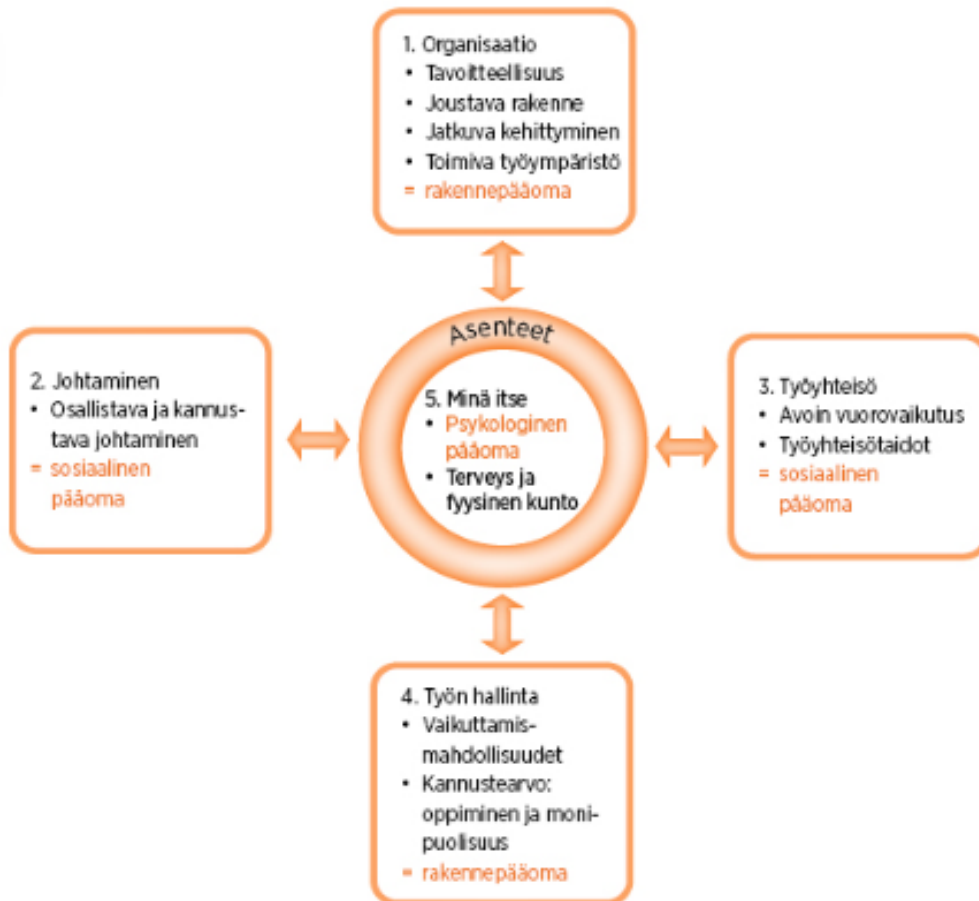 1. Organisaatio
• Tavoitteellisuus
• Joustava rakenne
• Jatkuva kehittyminen
• Toimiva työympäristö
= rakennepääoma
Asenteet
2. Johtaminen
• Osallistava ja kannus-
tava johtaminen
= sosiaalinen
pääoma
5. Minä itse
• Psykologinen
pääoma
• Terveys ja
fyysinen kunto
3. Työyhteisö
• Avoin vuorovaikutus
• Työyhteisötaidot
= sosiaalinen
pääoma
4. Työn hallinta
• Vaikuttamis-
mahdollisuudet
• Kannustearvo:
oppiminen ja moni-
puolisuus
= rakennepääoma